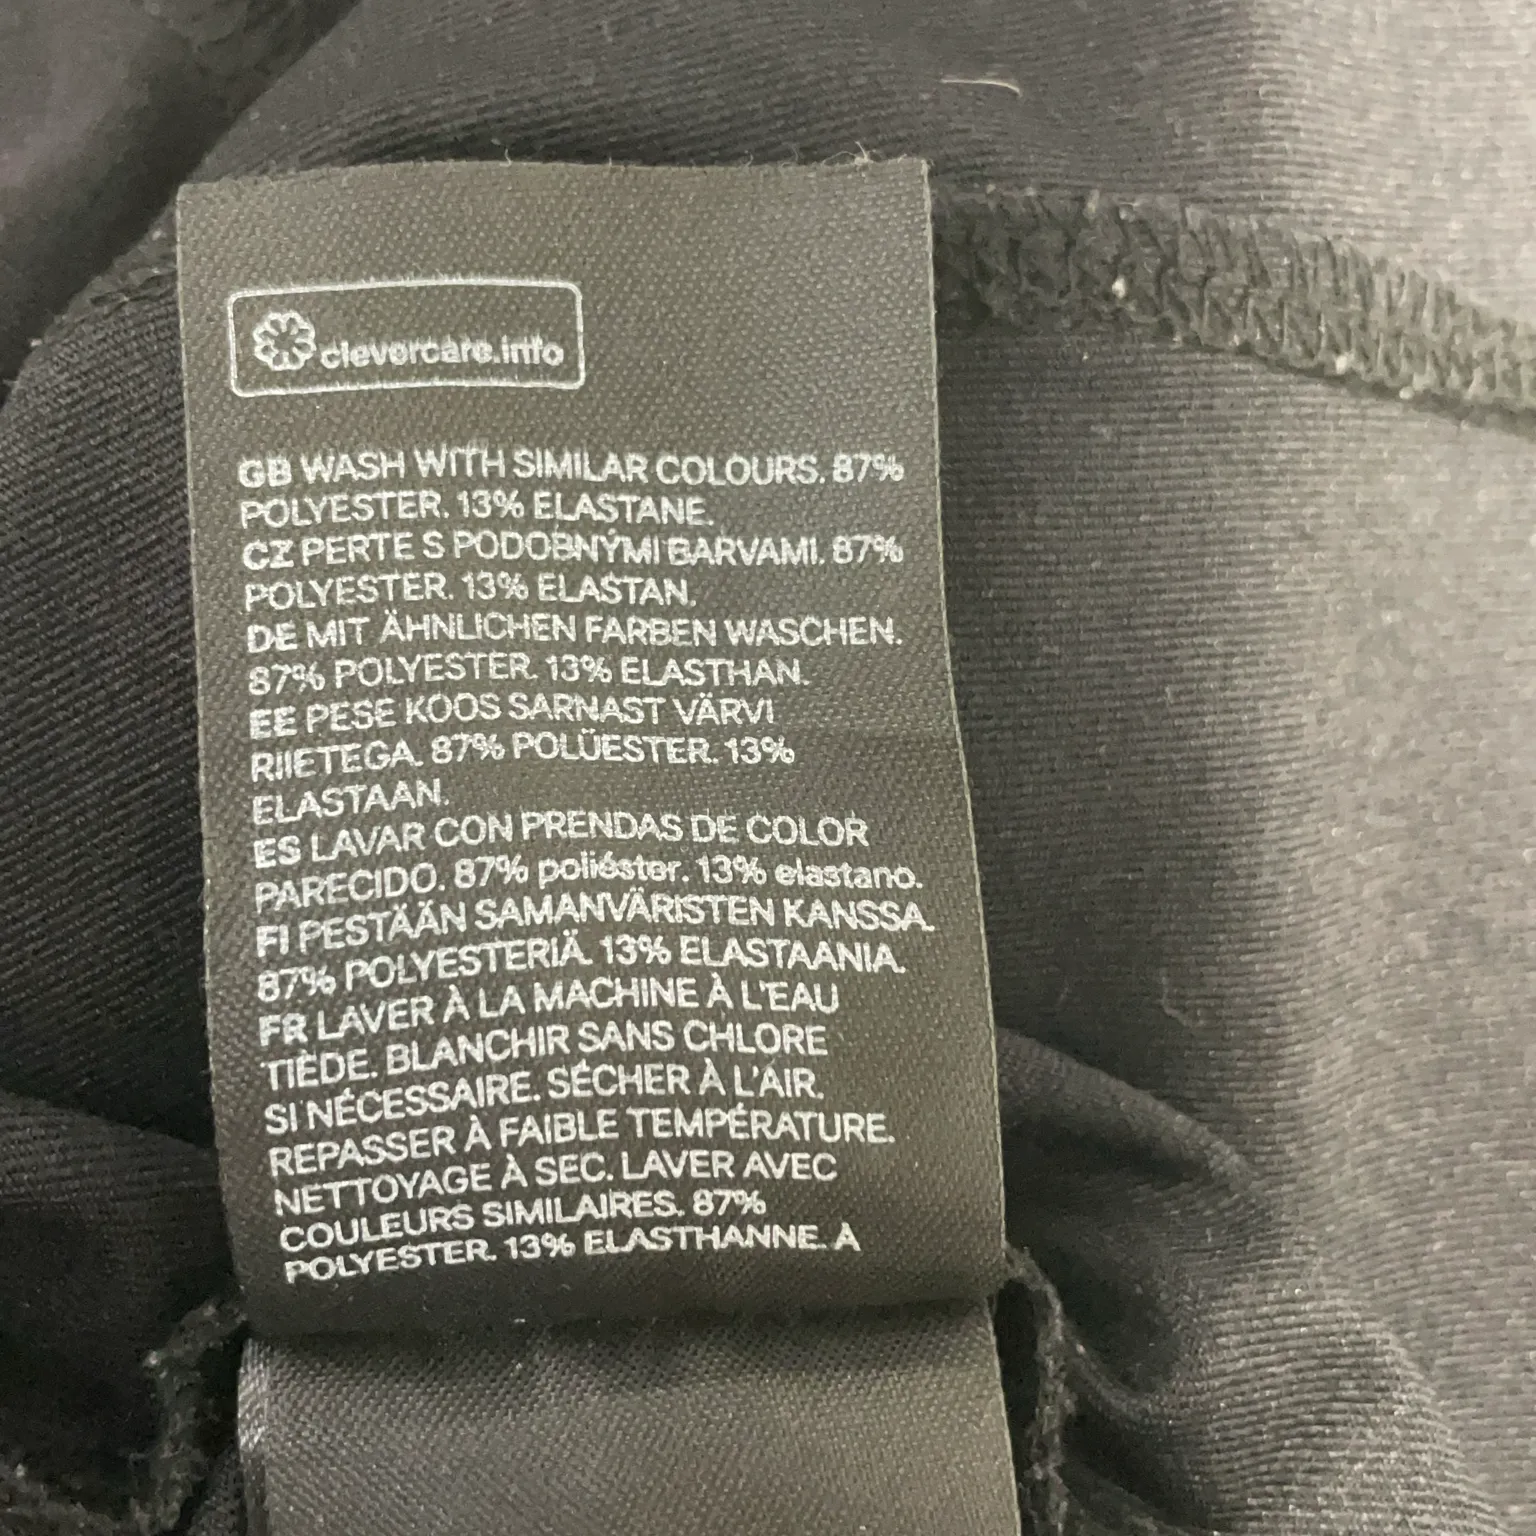 clevercare.info
GB WASH WITH SIMILAR COLOURS. 87%
POLYESTER. 13% ELASTANE.
CZ PERTE S PODOBNÝMI BARVAMI. 87%
POLYESTER. 13% ELASTAN.
DE MIT ÄHNLICHEN FARBEN WASCHEN.
87% POLYESTER. 13% ELASTHAN.
EE PESE KOOS SARNAST VÄRVI
RIIETEGA. 87% POLÜESTER. 13%
ELASTAAN.
ES LAVAR CON PRENDAS DE COLOR
PARECIDO. 87% poliéster. 13% elastano.
FI PESTÄÄN SAMANVÄRISTEN KANSSA.
87% POLYESTERIÄ. 13% ELASTAANIA.
FR LAVER À LA MACHINE À L'EAU
TIÈDE. BLANCHIR SANS CHLORE
SI NÉCESSAIRE. SÉCHER À L'AIR.
REPASSER À FAIBLE TEMPÉRATURE.
NETTOYAGE À SEC. LAVER AVEC
COULEURS SIMILAIRES. 87%
POLYESTER. 13% ELASTHANNE. A